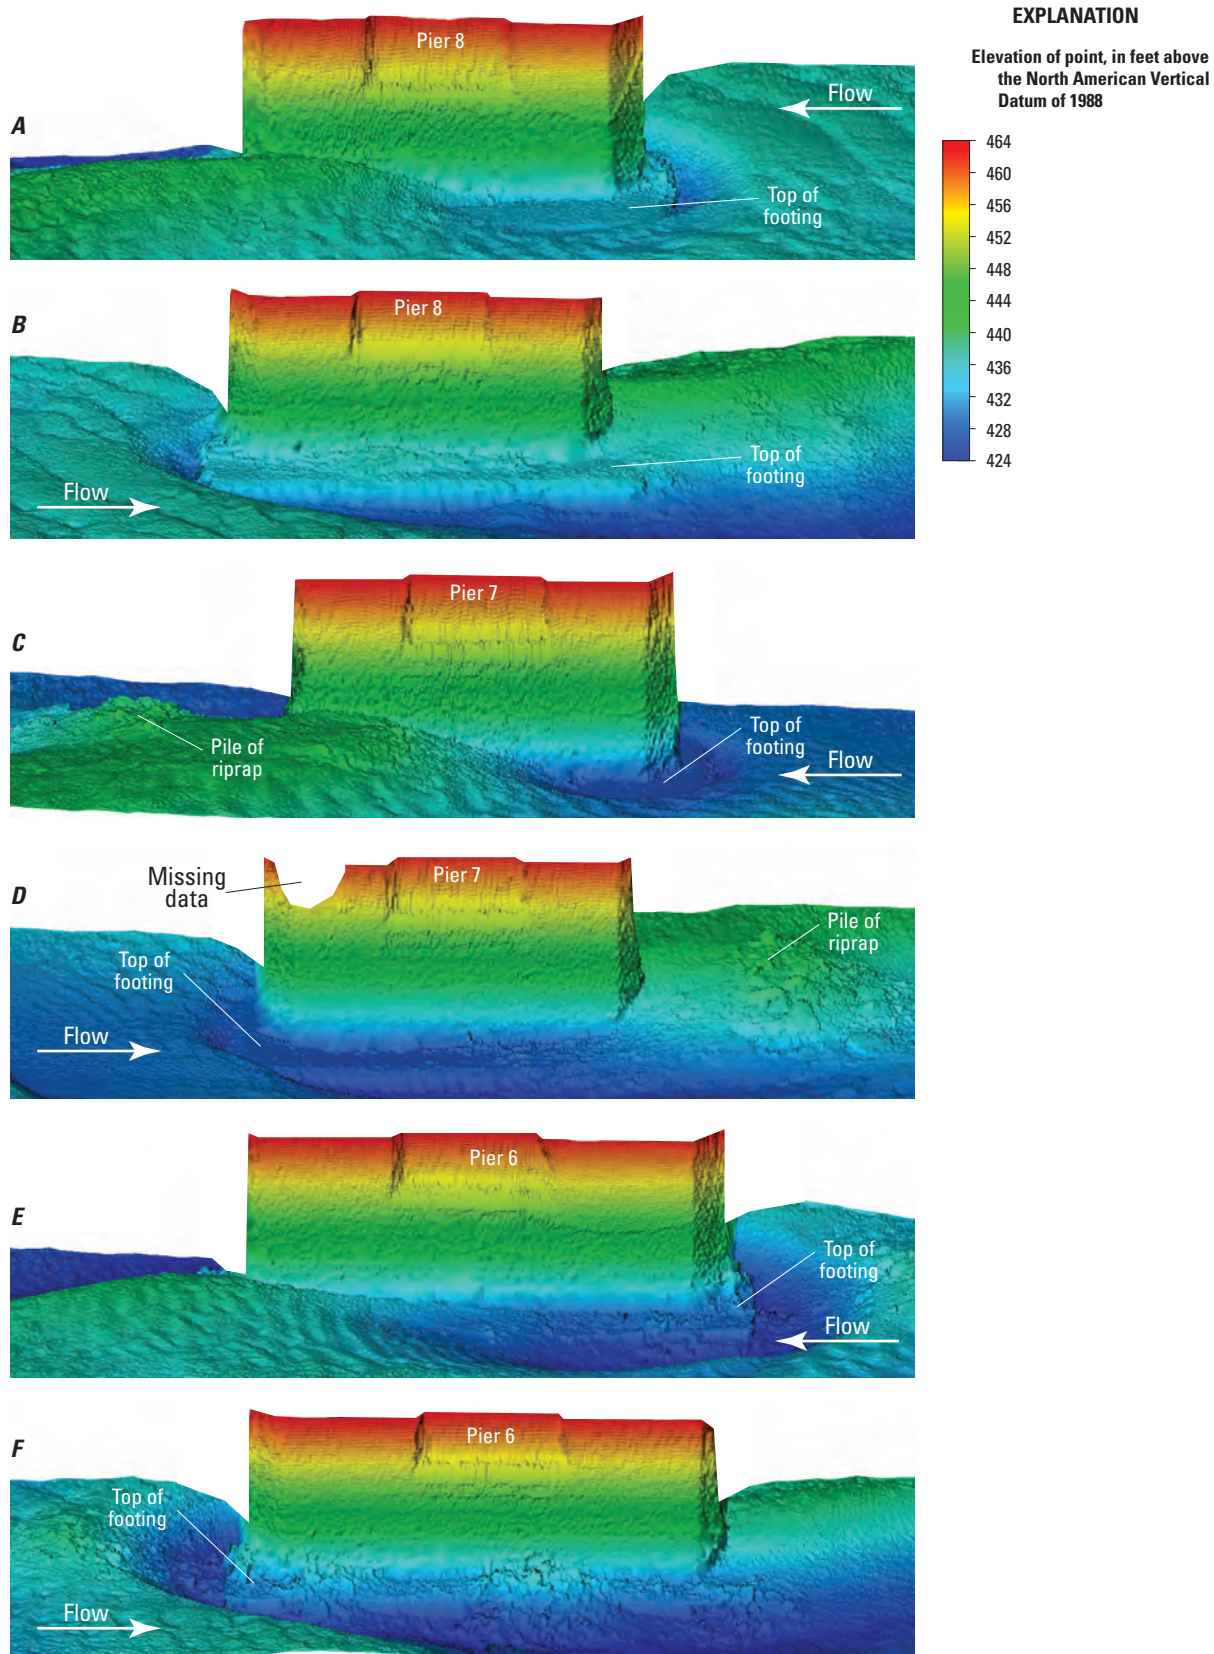 EXPLANATION
Elevation of point, in feet above
the North American Vertical
Datum of 1988
464
460
456
452
448
444
440
436
432
428
424
A
Pier 8
Flow
Top of
footing
B
Pier 8
Top of
footing
Flow
C
Pier 7
Pile of
riprap
Top of
footing
Flow
D
Missing
data
Pier 7
Pile of
riprap
Top of
footing
Flow
E
Pier 6
Top of
footing
Flow
F
Pier 6
Top of
footing
Flow